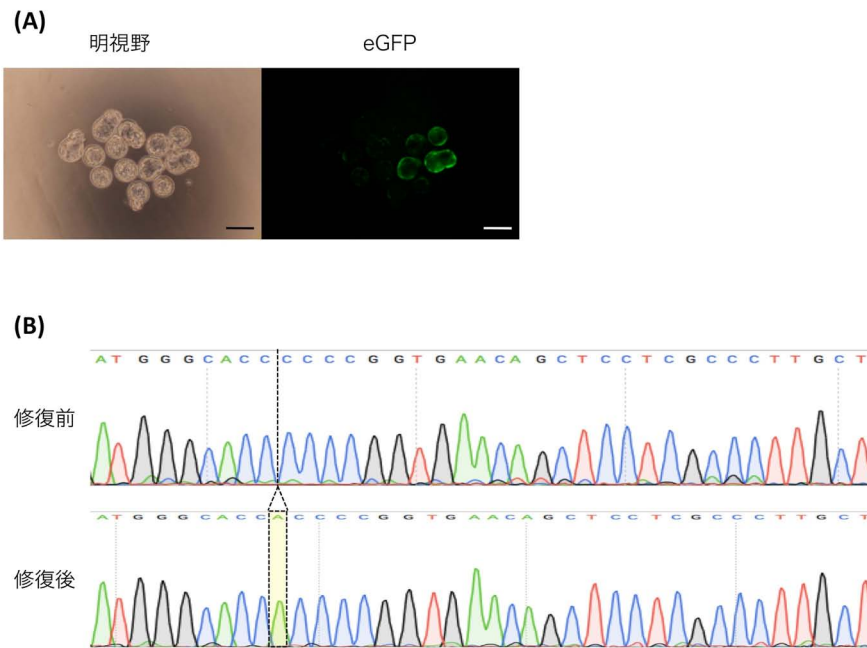 (A)
明視野
eGFP
(B)
A T G G G C A C C C C C C G G T G A A C A G C T C C T C G C C C T T G C T
修復前
A T G G G C A C C A C C C C G G T G A A C A G C T C C T C G C C C T T G C T
修復後